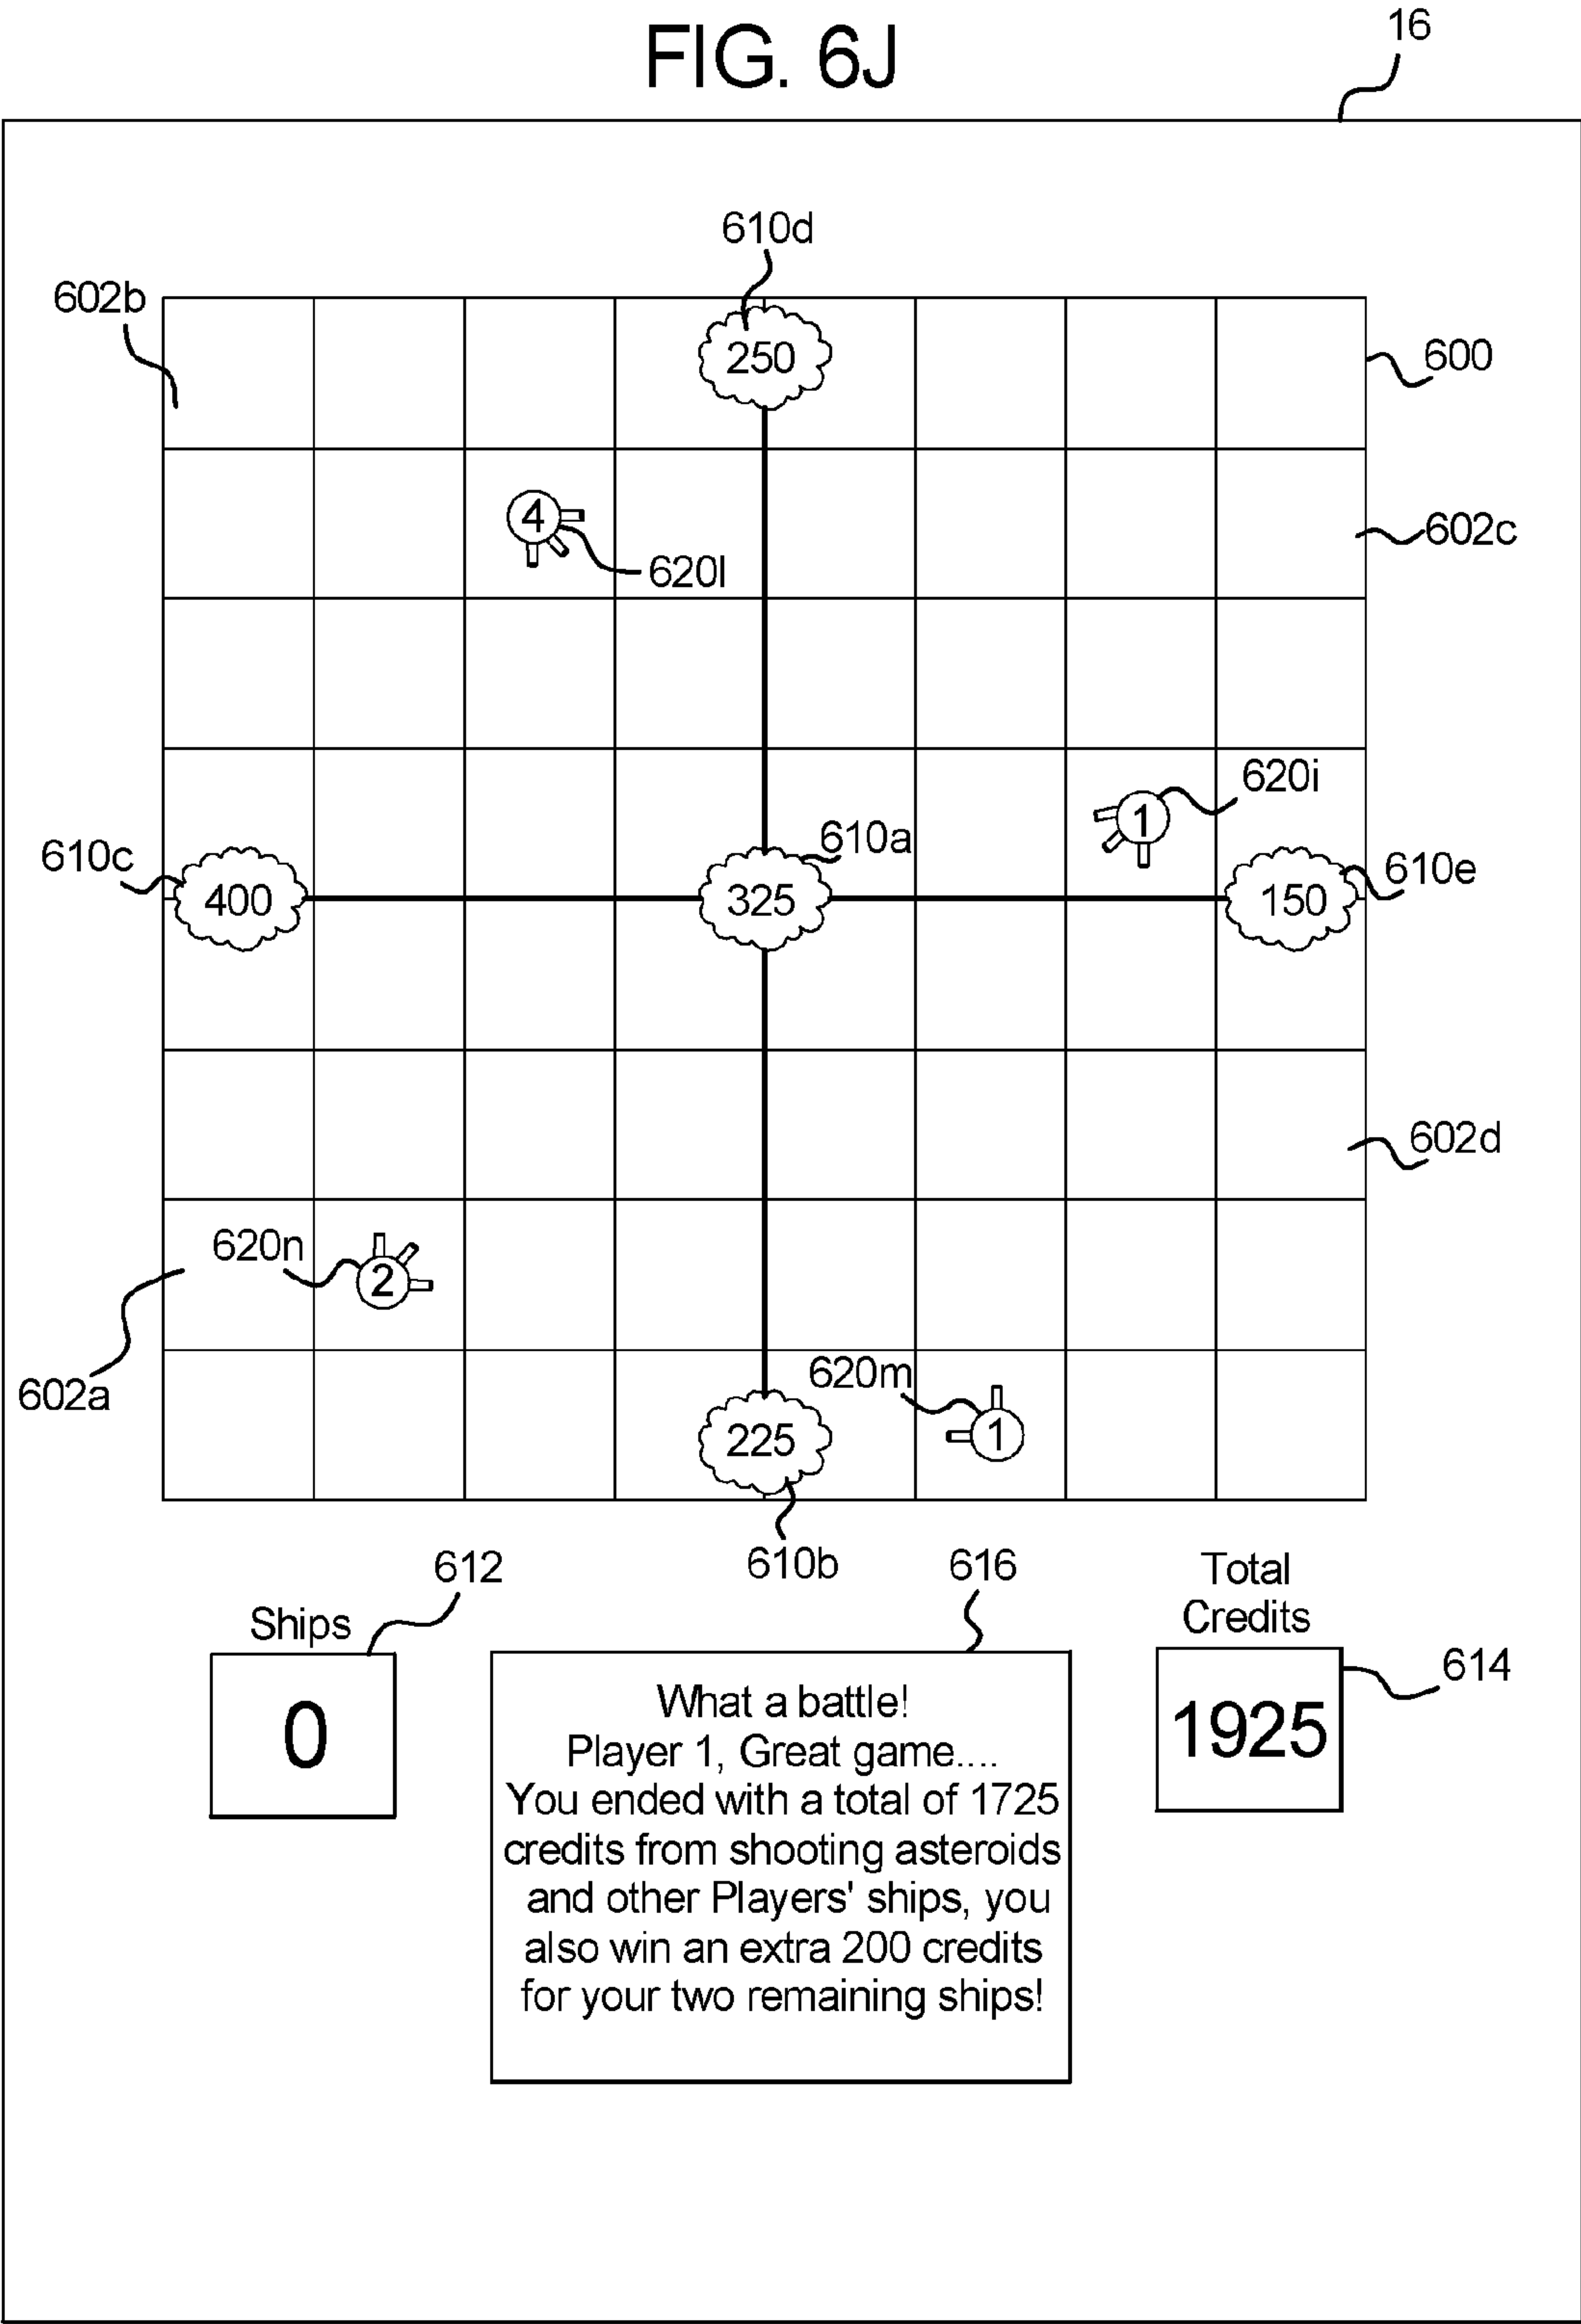 FIG. 6J
16
610d
602b
250
600
4
602c
620l
620i
1
610c
610a
610e
400
325
150
602d
620n
2
602a
620m
225
1
612
610b
616
Total
Credits
Ships
614
0
1925
What a battle!
Player 1, Great game....
You ended with a total of 1725
credits from shooting asteroids
and other Players' ships, you
also win an extra 200 credits
for your two remaining ships!